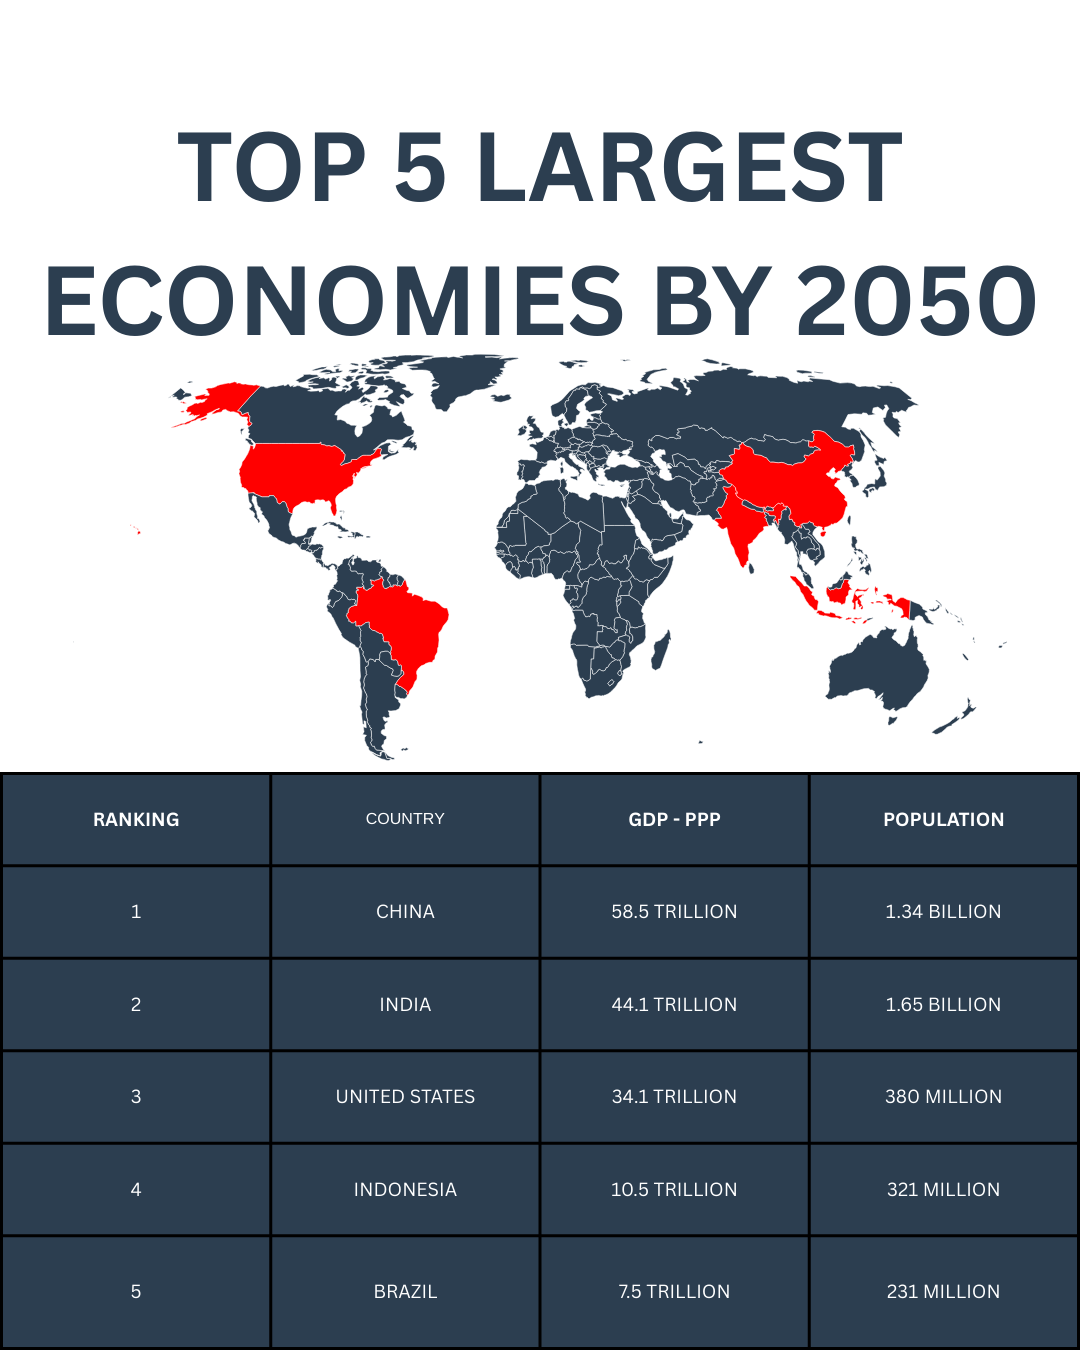 TOP 5 LARGEST
ECONOMIES BY 2050
RANKING COUNTRY GDP - PPP POPULATION
1 CHINA 58.5 TRILLION 1.34 BILLION
2 INDIA 44.1 TRILLION 1.65 BILLION
3 UNITED STATES 34.1 TRILLION 380 MILLION
4 INDONESIA 10.5 TRILLION 321 MILLION
5 BRAZIL 7.5 TRILLION 231 MILLION